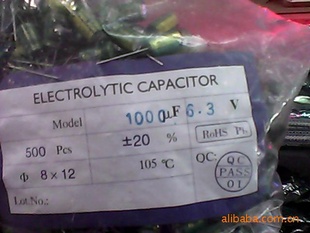 ELECTROLYTIC CAPACITOR
Model 1000 μF 6.3 V
500 Pcs ±20 % RoHS Pb
Φ 8×12 105 ℃ QC: QC PASS 01
Lot.No.:
alibaba.com.cn